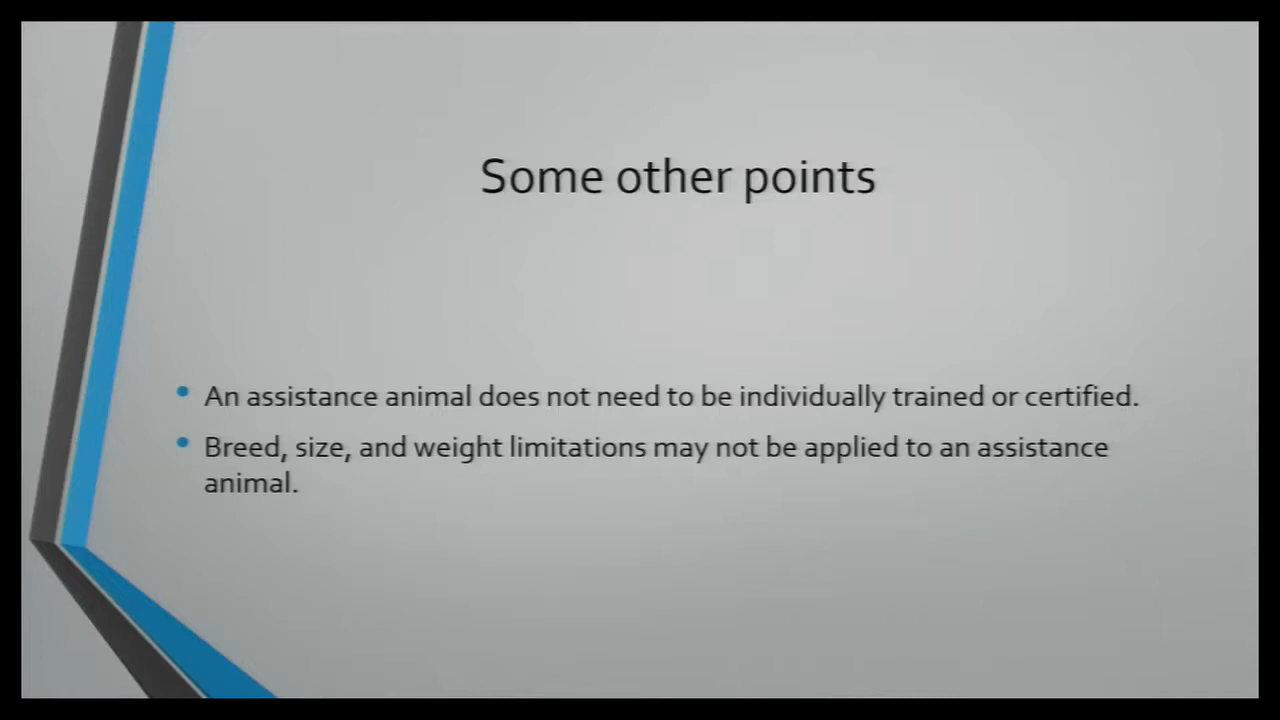 Some other points
• An assistance animal does not need to be individually trained or certified.
• Breed, size, and weight limitations may not be applied to an assistance
animal.